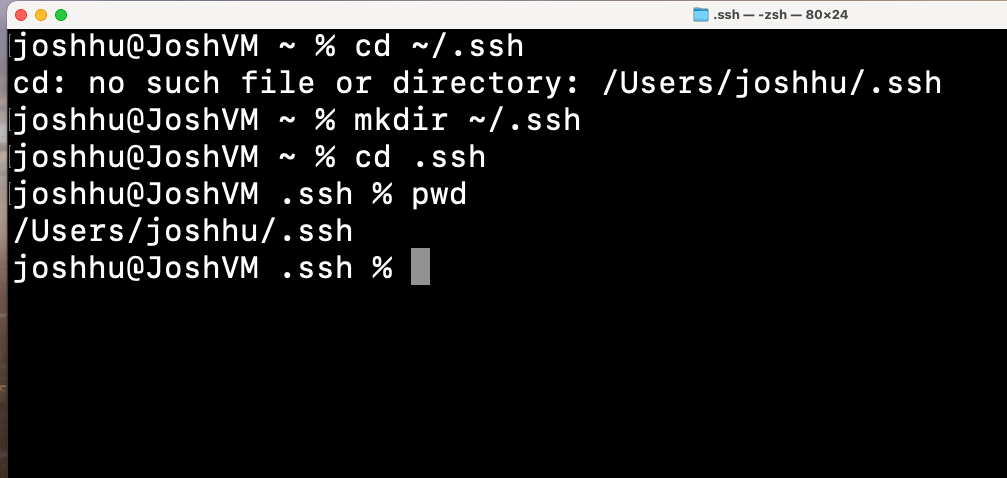 .ssh — -zsh — 80×24
joshhu@JoshVM ~ % cd ~/.ssh
cd: no such file or directory: /Users/joshhu/.ssh
joshhu@JoshVM ~ % mkdir ~/.ssh
joshhu@JoshVM ~ % cd .ssh
joshhu@JoshVM .ssh % pwd
/Users/joshhu/.ssh
joshhu@JoshVM .ssh %